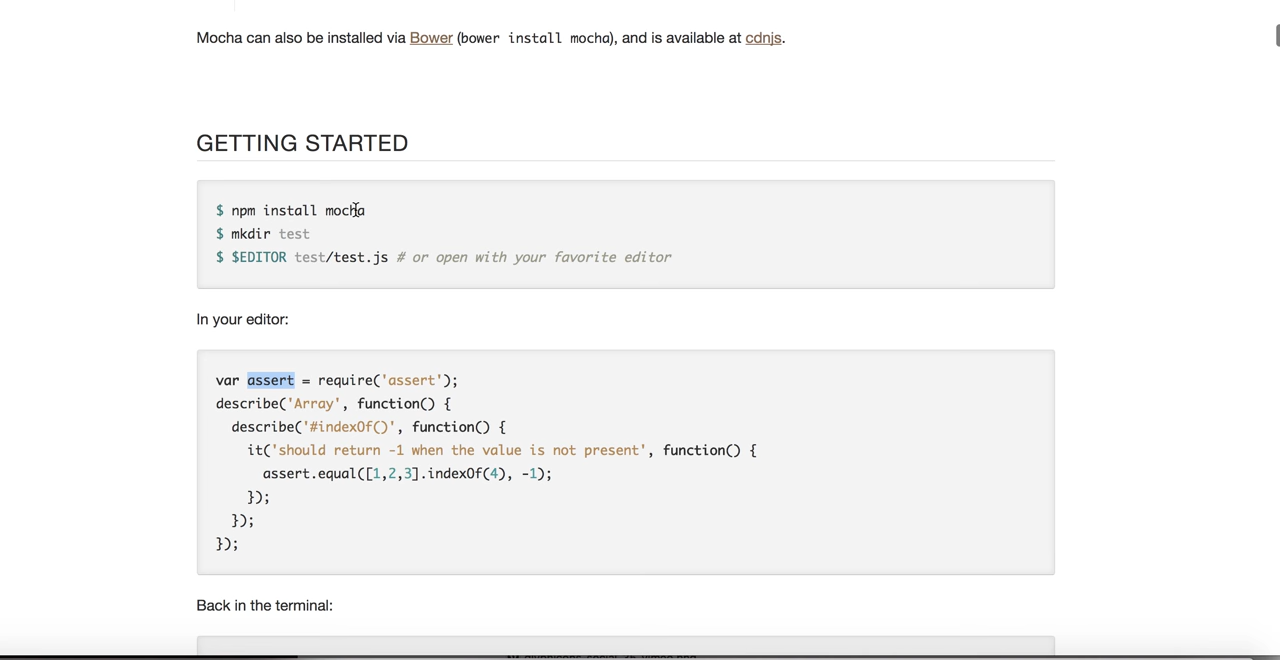 Mocha can also be installed via Bower (bower install mocha), and is available at cdnjs.
GETTING STARTED
$ npm install mocha
$ mkdir test
$ $EDITOR test/test.js # or open with your favorite editor
In your editor:
var assert = require('assert');
describe('Array', function() {
describe('#indexOf()', function() {
it('should return -1 when the value is not present', function() {
assert.equal([1,2,3].indexOf(4), -1);
});
});
});
Back in the terminal: